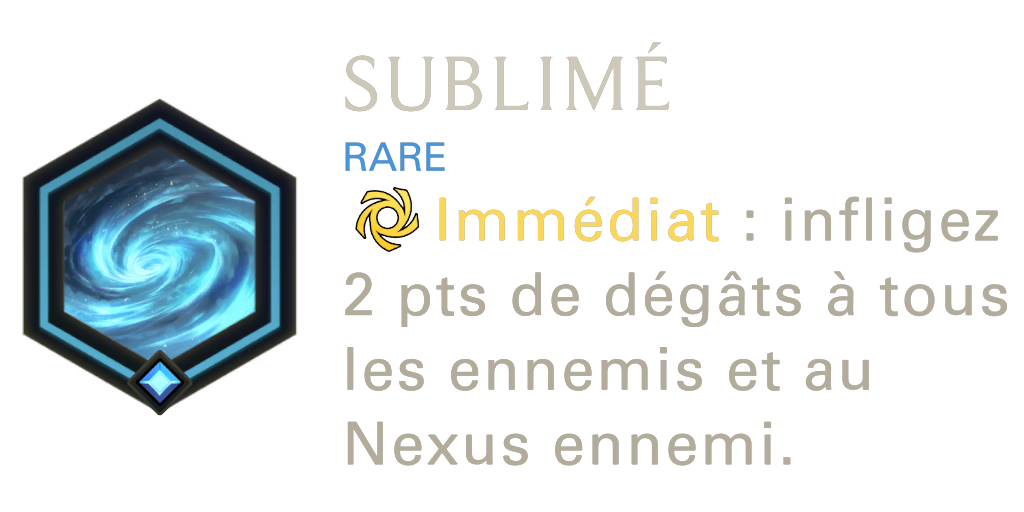 SUBLIMÉ
RARE
Immédiat : infligez
2 pts de dégâts à tous
les ennemis et au
Nexus ennemi.